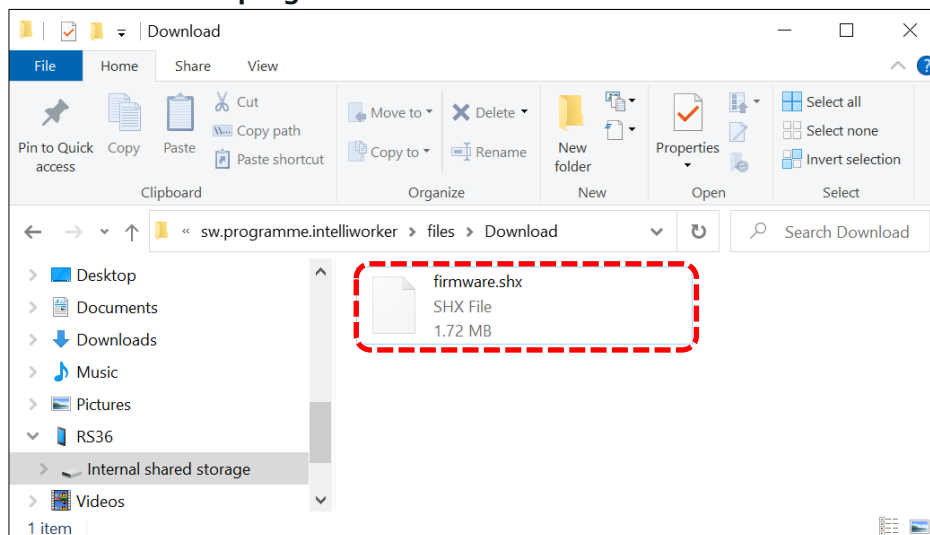 Download
File Home Share View
Pin to Quick access
Copy
Paste
Cut
Copy path
Paste shortcut
Clipboard
Move to
Copy to
Delete
Rename
Organize
New folder
New
Properties
Open
Select all
Select none
Invert selection
Select
« sw.programme.intelliworker > files > Download
Search Download
Desktop
Documents
Downloads
Music
Pictures
RS36
Internal shared storage
Videos
firmware.shx
SHX File
1.72 MB
1 item